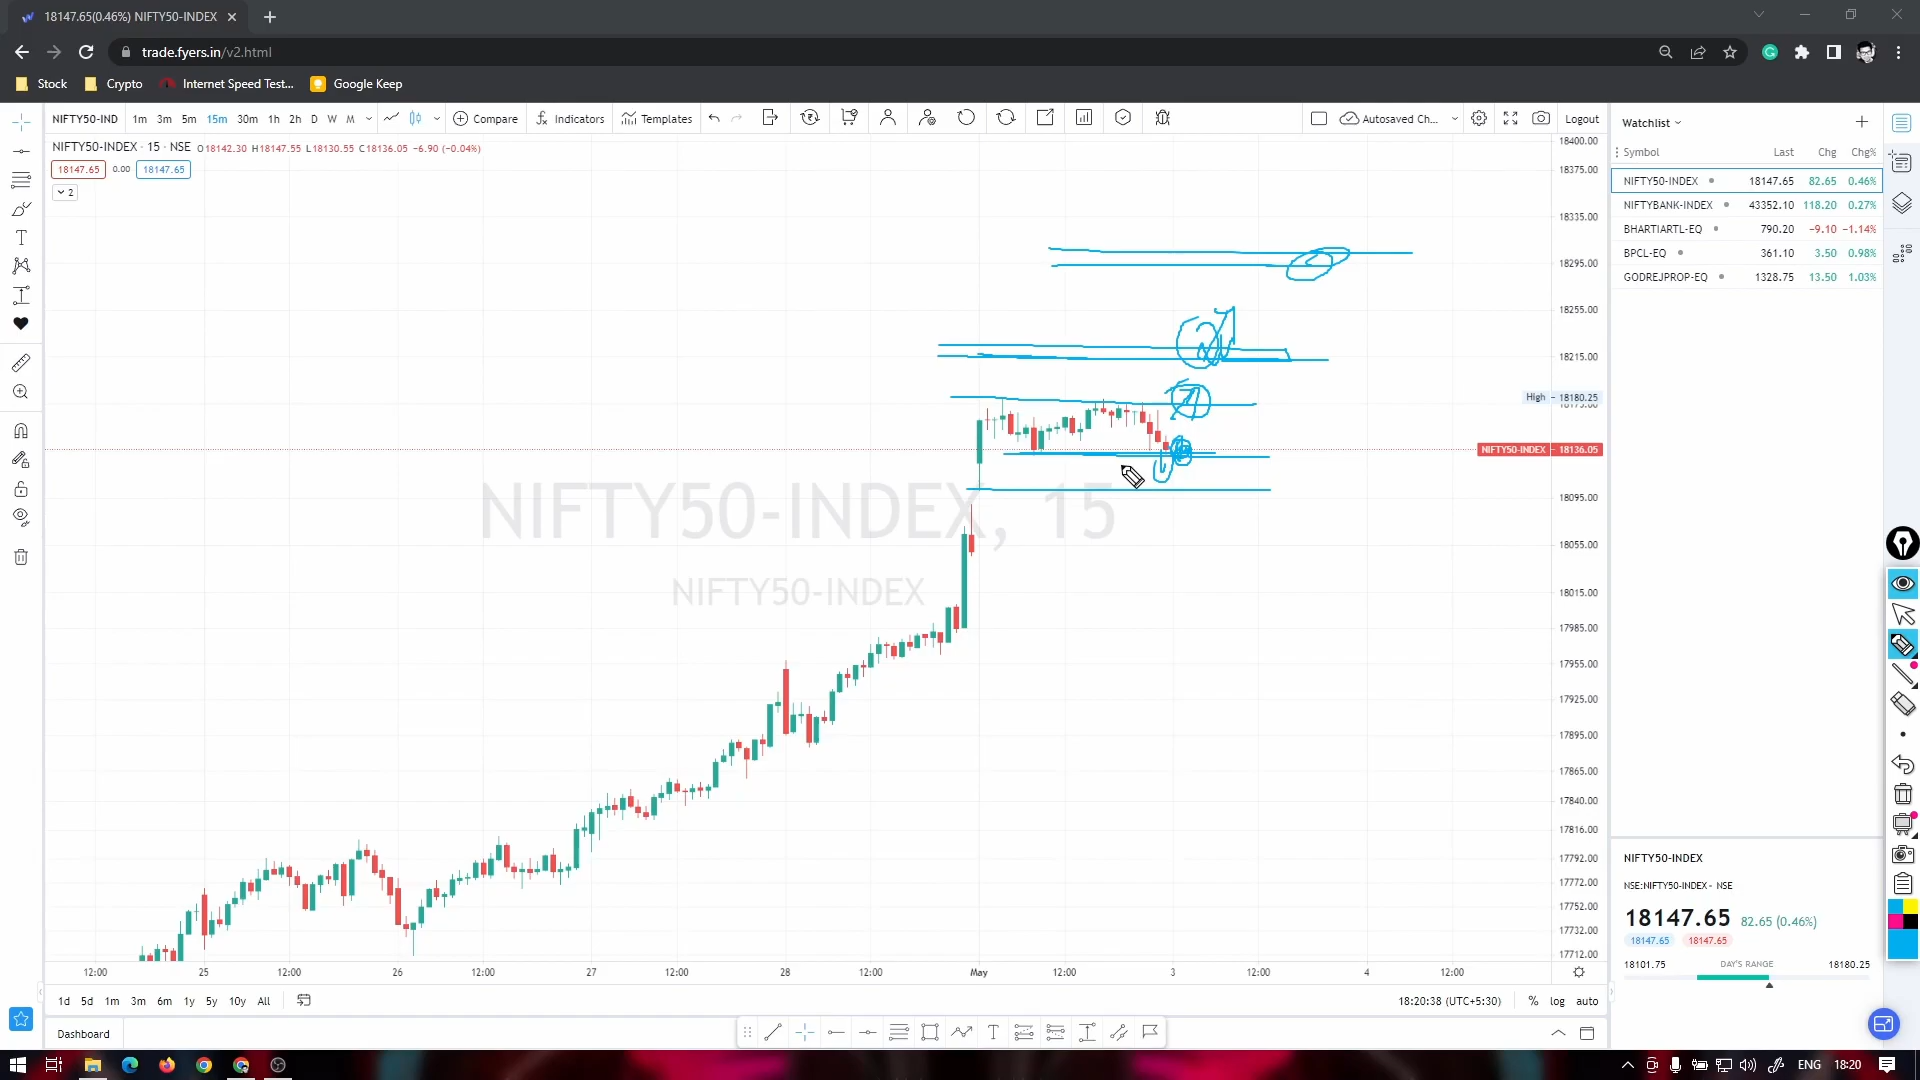 18147.65(0.46%) NIFTY50-INDEX
trade.fyers.in/v2.html
Stock Crypto Internet Speed Test... Google Keep
NIFTY50-IND 1m 3m 5m 15m 30m 1h 2h D W M Compare Indicators Templates Autosaved Ch... Logout
NIFTY50-INDEX · 15 · NSE O18142.30 H18147.55 L18130.55 C18136.05 -6.90 (-0.04%)
18147.65 0.00 18147.65
2
NIFTY50-INDEX, 15
NIFTY50-INDEX
18400.00
18375.00
18335.00
18295.00
18255.00
18215.00
High 18180.25
NIFTY50-INDEX 18136.05
18095.00
18055.00
18015.00
17985.00
17955.00
17925.00
17895.00
17865.00
17840.00
17816.00
17792.00
17772.00
17752.00
17732.00
17712.00
12:00 25 12:00 26 12:00 27 12:00 28 12:00 May 12:00 3 12:00 4 12:00
1d 5d 1m 3m 6m 1y 5y 10y All
18:20:38 (UTC+5:30) % log auto
Dashboard
Watchlist
Symbol Last Chg Chg%
NIFTY50-INDEX 18147.65 82.65 0.46%
NIFTYBANK-INDEX 43352.10 118.20 0.27%
BHARTIARTL-EQ 790.20 -9.10 -1.14%
BPCL-EQ 361.10 3.50 0.98%
GODREJPROP-EQ 1328.75 13.50 1.03%
NIFTY50-INDEX
NSE:NIFTY50-INDEX - NSE
18147.65 82.65 (0.46%)
18147.65 18147.65
18101.75 DAY'S RANGE 18180.25
ENG 18:20